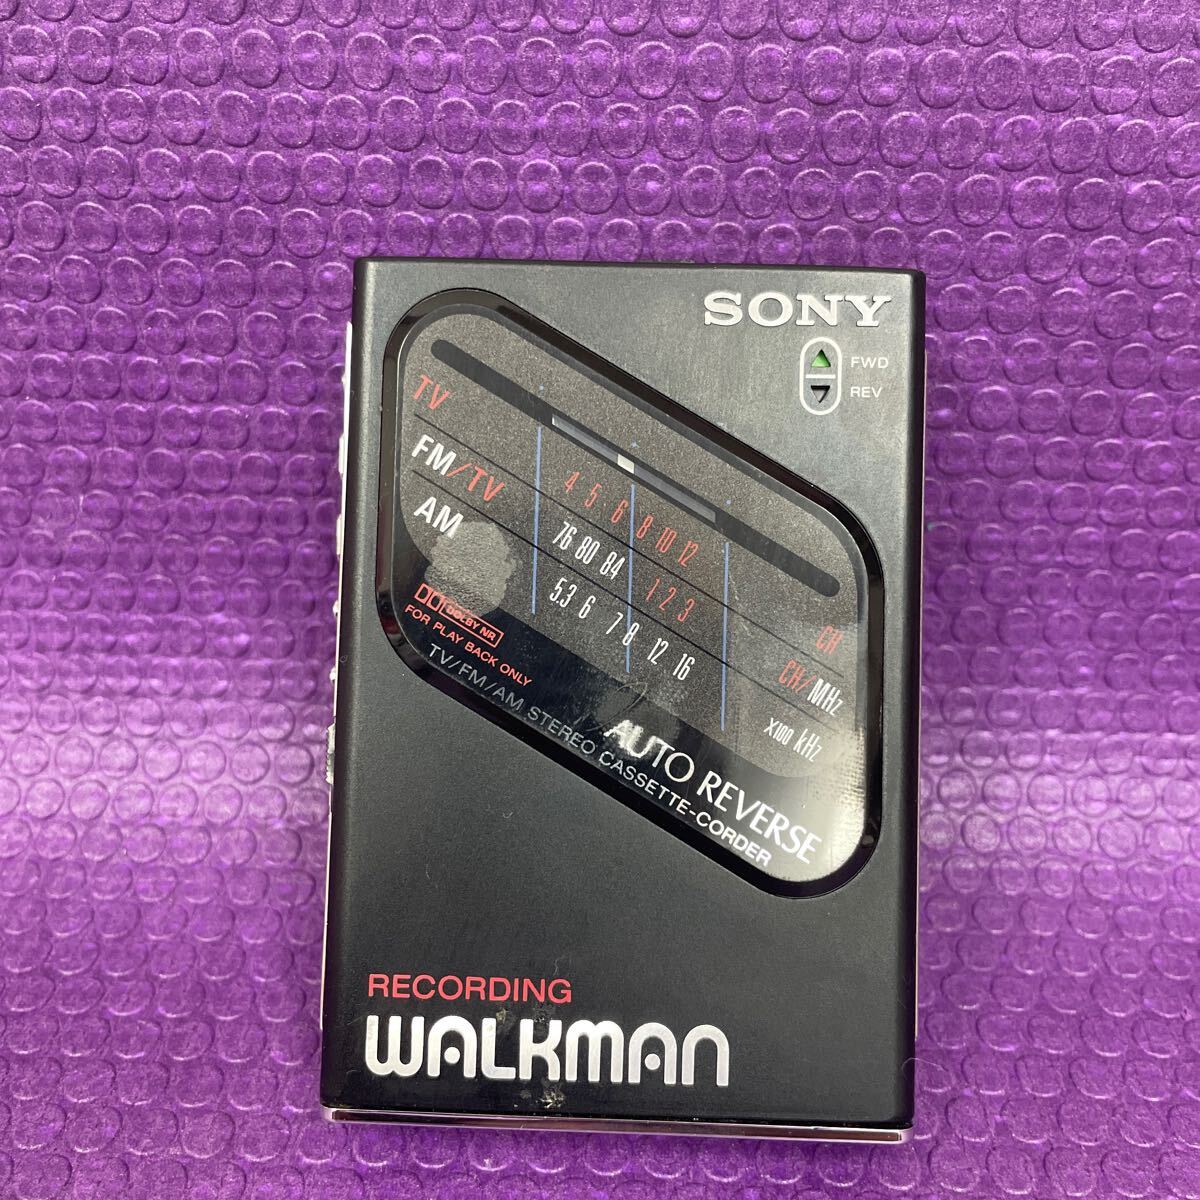 SONY
FWD
REV
TV 4 5 6 8 10 12 CH
FM/TV 76 80 84 1 2 3 CH/MHz
AM 5.3 6 7 8 12 16 X100 kHz
DOLBY NR
FOR PLAY BACK ONLY
TV/FM/AM STEREO CASSETTE-CORDER
AUTO REVERSE
RECORDING
WALKMAN